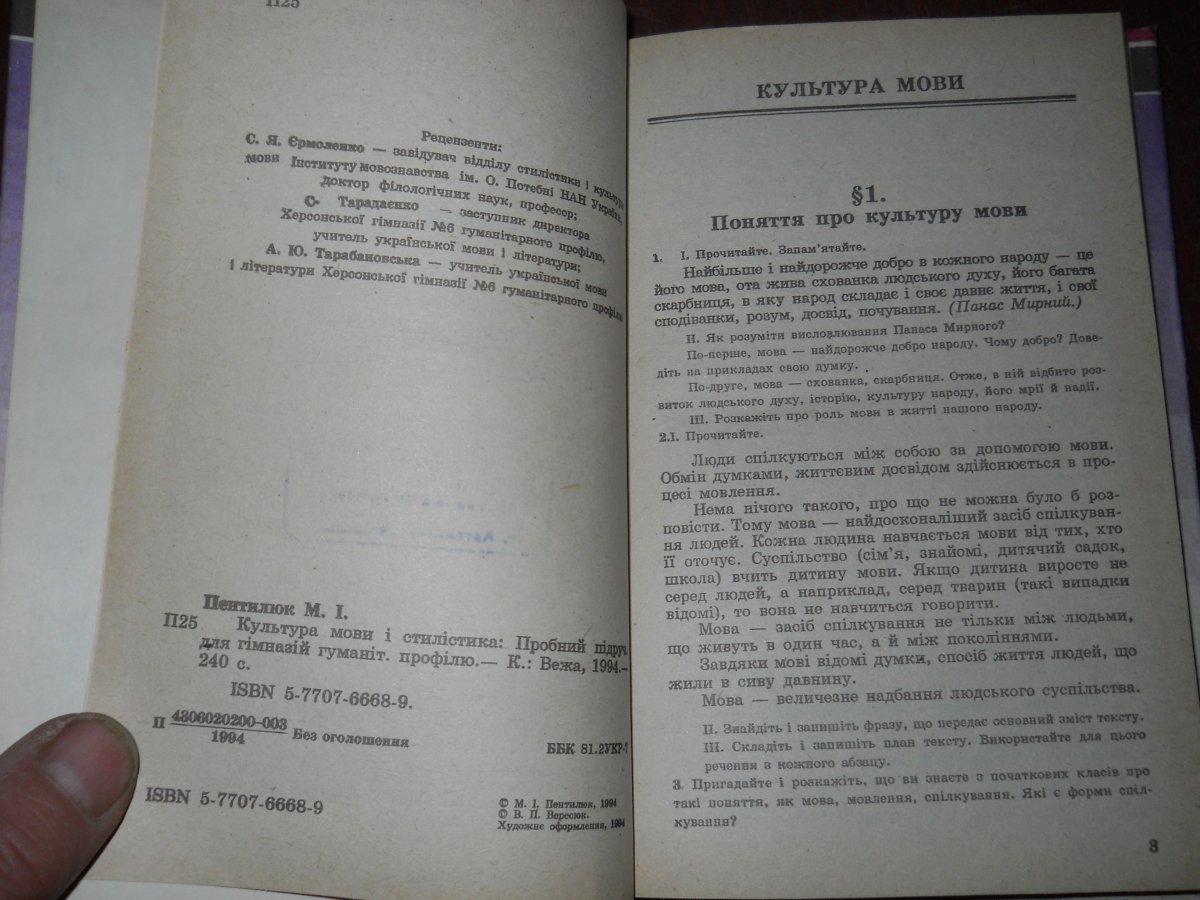 П25
Рецензенти:
С. Я. Єрмоленко — завідувач відділу стилістики і культури
мови Інституту мовознавства ім. О. Потебні НАН України,
доктор філологічних наук, професор;
С. Тарадаєнко — заступник директора
Херсонської гімназії №6 гуманітарного профілю,
учитель української мови і літератури;
А. Ю. Тарабановська — учитель української мови
і літератури Херсонської гімназії №6 гуманітарного профілю
Пентилюк М. І.
П25 Культура мови і стилістика: Пробний підруч.
для гімназій гуманіт. профілю.— К.: Вежа, 1994.—
240 с.
ISBN 5-7707-6668-9.
П 4306020200-003
1994 Без оголошення
ББК 81.2УКР-7
ISBN 5-7707-6668-9
© М. І. Пентилюк, 1994
© В. П. Вересюк.
Художнє оформлення, 1994
КУЛЬТУРА МОВИ
§1.
Поняття про культуру мови
1. І. Прочитайте. Запам’ятайте.
Найбільше і найдорожче добро в кожного народу — це
його мова, ота жива схованка людського духу, його багата
скарбниця, в яку народ складає і своє давнє життя, і свої
сподіванки, розум, досвід, почування. (Панас Мирний.)
ІІ. Як розуміти висловлювання Панаса Мирного?
По-перше, мова — найдорожче добро народу. Чому добро? Дове-
діть на прикладах свою думку.
По-друге, мова — схованка, скарбниця. Отже, в ній відбито роз-
виток людського духу, історію, культуру народу, його мрії й надії.
ІІІ. Розкажіть про роль мови в житті нашого народу.
2.І. Прочитайте.
Люди спілкуються між собою за допомогою мови.
Обмін думками, життєвим досвідом здійснюється в про-
цесі мовлення.
Нема нічого такого, про що не можна було б роз-
повісти. Тому мова — найдосконаліший засіб спілкуван-
ня людей. Кожна людина навчається мови від тих, хто
її оточує. Суспільство (сім’я, знайомі, дитячий садок,
школа) вчить дитину мови. Якщо дитина виросте не
серед людей, а наприклад, серед тварин (такі випадки
відомі), то вона не навчиться говорити.
Мова — засіб спілкування не тільки між людьми,
що живуть в один час, а й між поколіннями.
Завдяки мові відомі думки, спосіб життя людей, що
жили в сиву давнину.
Мова — величезне надбання людського суспільства.
ІІ. Знайдіть і запишіть фразу, що передає основний зміст тексту.
ІІІ. Складіть і запишіть план тексту. Використайте для цього
речення з кожного абзацу.
3. Пригадайте і розкажіть, що ви знаєте з початкових класів про
такі поняття, як мова, мовлення, спілкування. Які є форми спіл-
кування?
3